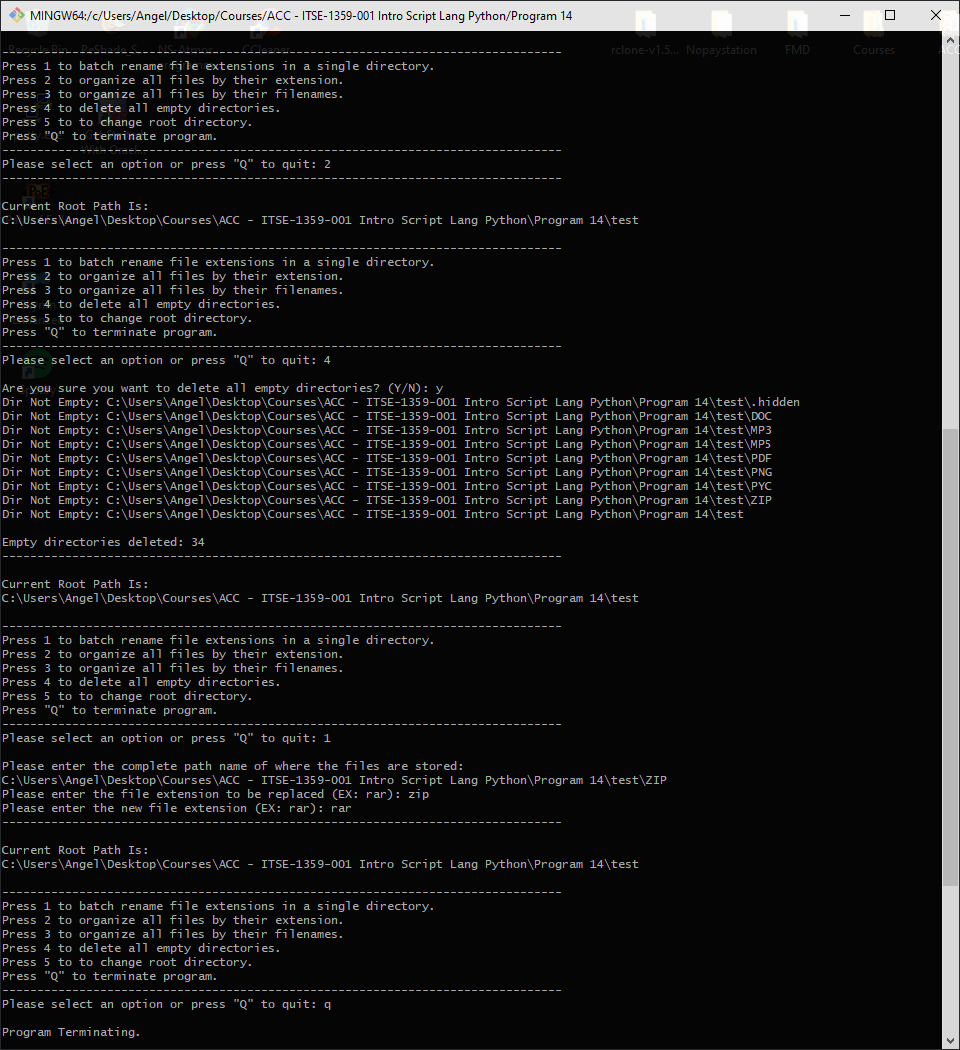 MINGW64:/c/Users/Angel/Desktop/Courses/ACC - ITSE-1359-001 Intro Script Lang Python/Program 14
Recycle Bin ReShade S... NS-Atmos... CCleaner rclone-v1.5... Nopaystation FMD Courses
--------------------------------------------------------------------------------
Press 1 to batch rename file extensions in a single directory.
Press 2 to organize all files by their extension.
Press 3 to organize all files by their filenames.
Press 4 to delete all empty directories.
Press 5 to to change root directory.
Press "Q" to terminate program.
--------------------------------------------------------------------------------
Please select an option or press "Q" to quit: 2
--------------------------------------------------------------------------------
Current Root Path Is:
C:\Users\Angel\Desktop\Courses\ACC - ITSE-1359-001 Intro Script Lang Python\Program 14\test
--------------------------------------------------------------------------------
Press 1 to batch rename file extensions in a single directory.
Press 2 to organize all files by their extension.
Press 3 to organize all files by their filenames.
Press 4 to delete all empty directories.
Press 5 to to change root directory.
Press "Q" to terminate program.
--------------------------------------------------------------------------------
Please select an option or press "Q" to quit: 4
Are you sure you want to delete all empty directories? (Y/N): y
Dir Not Empty: C:\Users\Angel\Desktop\Courses\ACC - ITSE-1359-001 Intro Script Lang Python\Program 14\test\.hidden
Dir Not Empty: C:\Users\Angel\Desktop\Courses\ACC - ITSE-1359-001 Intro Script Lang Python\Program 14\test\DOC
Dir Not Empty: C:\Users\Angel\Desktop\Courses\ACC - ITSE-1359-001 Intro Script Lang Python\Program 14\test\MP3
Dir Not Empty: C:\Users\Angel\Desktop\Courses\ACC - ITSE-1359-001 Intro Script Lang Python\Program 14\test\MP5
Dir Not Empty: C:\Users\Angel\Desktop\Courses\ACC - ITSE-1359-001 Intro Script Lang Python\Program 14\test\PDF
Dir Not Empty: C:\Users\Angel\Desktop\Courses\ACC - ITSE-1359-001 Intro Script Lang Python\Program 14\test\PNG
Dir Not Empty: C:\Users\Angel\Desktop\Courses\ACC - ITSE-1359-001 Intro Script Lang Python\Program 14\test\PYC
Dir Not Empty: C:\Users\Angel\Desktop\Courses\ACC - ITSE-1359-001 Intro Script Lang Python\Program 14\test\ZIP
Dir Not Empty: C:\Users\Angel\Desktop\Courses\ACC - ITSE-1359-001 Intro Script Lang Python\Program 14\test
Empty directories deleted: 34
--------------------------------------------------------------------------------
Current Root Path Is:
C:\Users\Angel\Desktop\Courses\ACC - ITSE-1359-001 Intro Script Lang Python\Program 14\test
--------------------------------------------------------------------------------
Press 1 to batch rename file extensions in a single directory.
Press 2 to organize all files by their extension.
Press 3 to organize all files by their filenames.
Press 4 to delete all empty directories.
Press 5 to to change root directory.
Press "Q" to terminate program.
--------------------------------------------------------------------------------
Please select an option or press "Q" to quit: 1
Please enter the complete path name of where the files are stored:
C:\Users\Angel\Desktop\Courses\ACC - ITSE-1359-001 Intro Script Lang Python\Program 14\test\ZIP
Please enter the file extension to be replaced (EX: rar): zip
Please enter the new file extension (EX: rar): rar
--------------------------------------------------------------------------------
Current Root Path Is:
C:\Users\Angel\Desktop\Courses\ACC - ITSE-1359-001 Intro Script Lang Python\Program 14\test
--------------------------------------------------------------------------------
Press 1 to batch rename file extensions in a single directory.
Press 2 to organize all files by their extension.
Press 3 to organize all files by their filenames.
Press 4 to delete all empty directories.
Press 5 to to change root directory.
Press "Q" to terminate program.
--------------------------------------------------------------------------------
Please select an option or press "Q" to quit: q
Program Terminating.